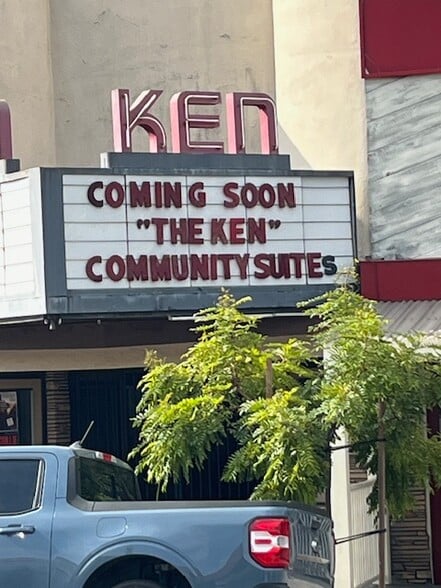 KEN
COMING SOON
"THE KEN"
COMMUNITY SUITES